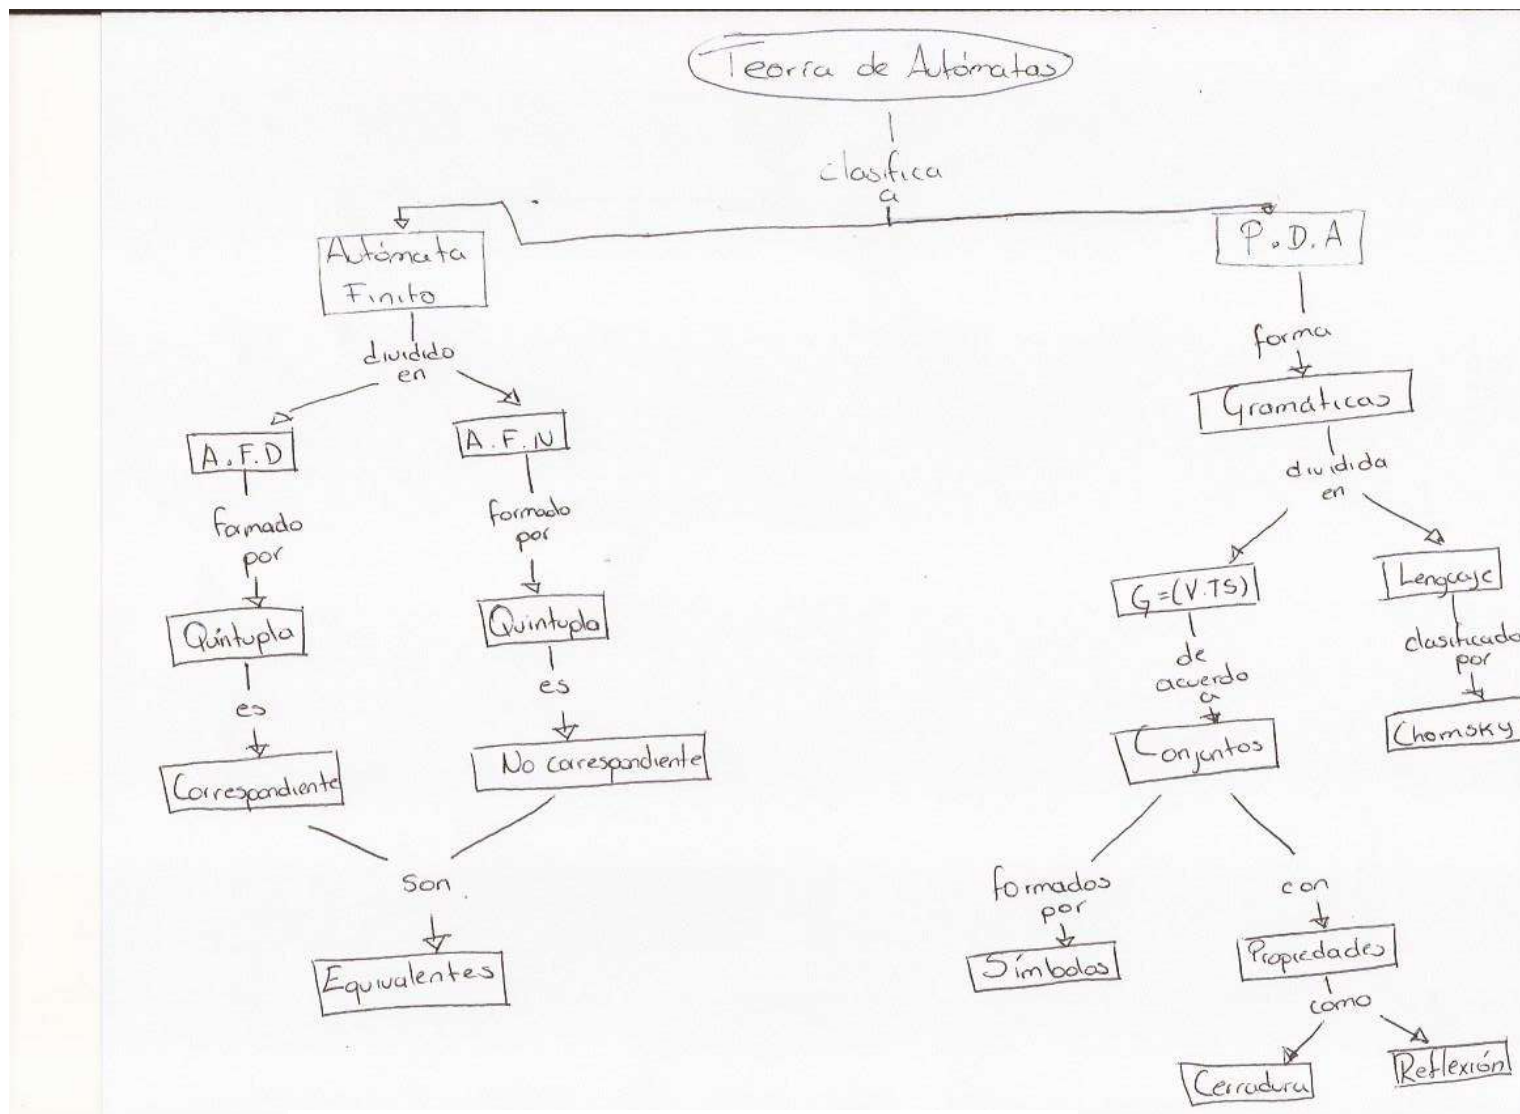 Teoría de Autómatas
clasifica
a
Autómata
Finito
P.D.A
dividido
en
forma
Gramáticas
A.F.D
A.F.N
dividida
en
formado
por
formado
por
G=(V.TS)
Lenguaje
Quíntupla
Quintupla
de
acuerdo
a
clasificado
por
es
es
Correspondiente
No correspondiente
Conjuntos
Chomsky
son
formados
por
con
Equivalentes
Símbolos
Propiedades
como
Cerradura
Reflexión